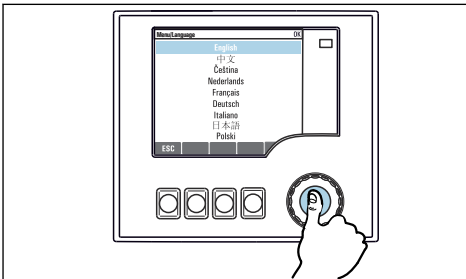 Menu/Language OK
English
中文
Čeština
Nederlands
Français
Deutsch
Italiano
日本語
Polski
ESC